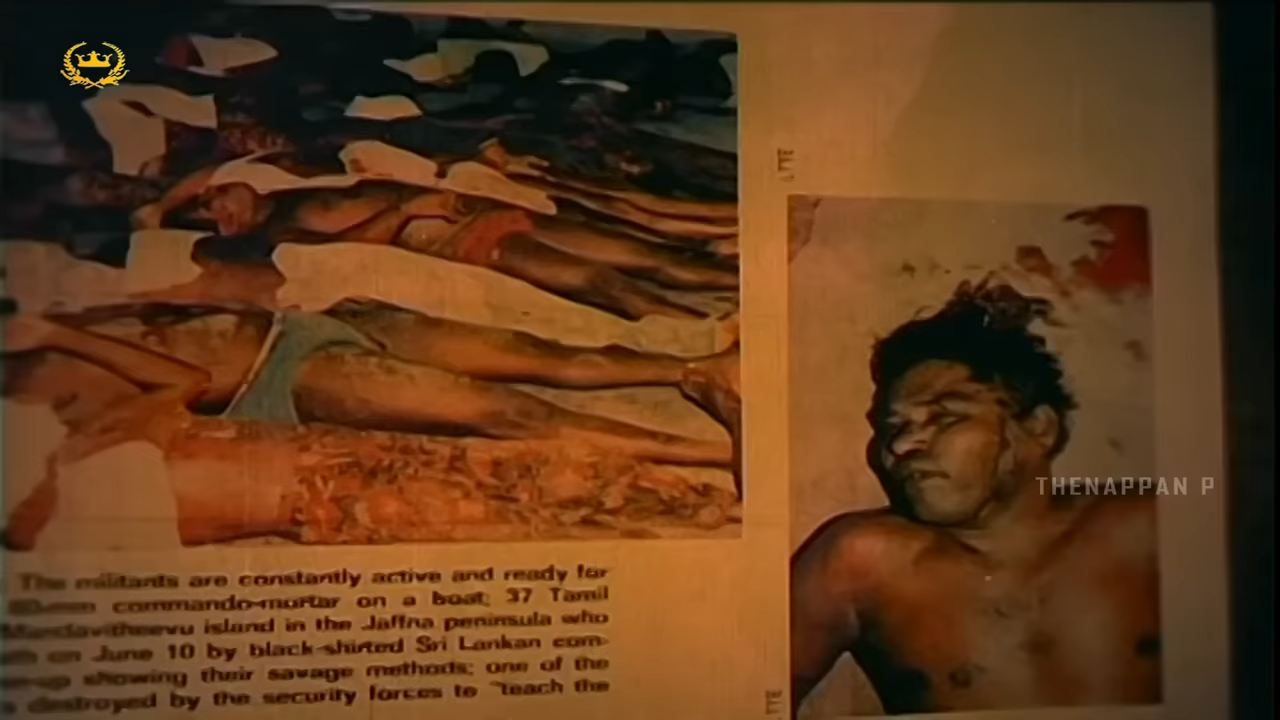 LTTE
The militants are constantly active and ready for
commando-mortar on a boat; 37 Tamil
Mandavitheevu island in the Jaffna peninsula who
on June 10 by black-shirted Sri Lankan com-
showing their savage methods; one of the
destroyed by the security forces to "teach the
THENAPPAN P
LTTE